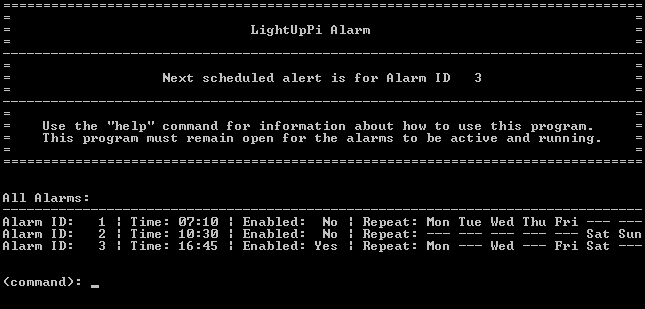 LightUpPi Alarm
Next scheduled alert is for Alarm ID   3
Use the "help" command for information about how to use this program.
This program must remain open for the alarms to be active and running.
All Alarms:
Alarm ID:   1 | Time: 07:10 | Enabled:  No | Repeat: Mon Tue Wed Thu Fri --- ---
Alarm ID:   2 | Time: 10:30 | Enabled:  No | Repeat: --- --- --- --- --- Sat Sun
Alarm ID:   3 | Time: 16:45 | Enabled: Yes | Repeat: Mon --- Wed --- Fri Sat ---
(command): _